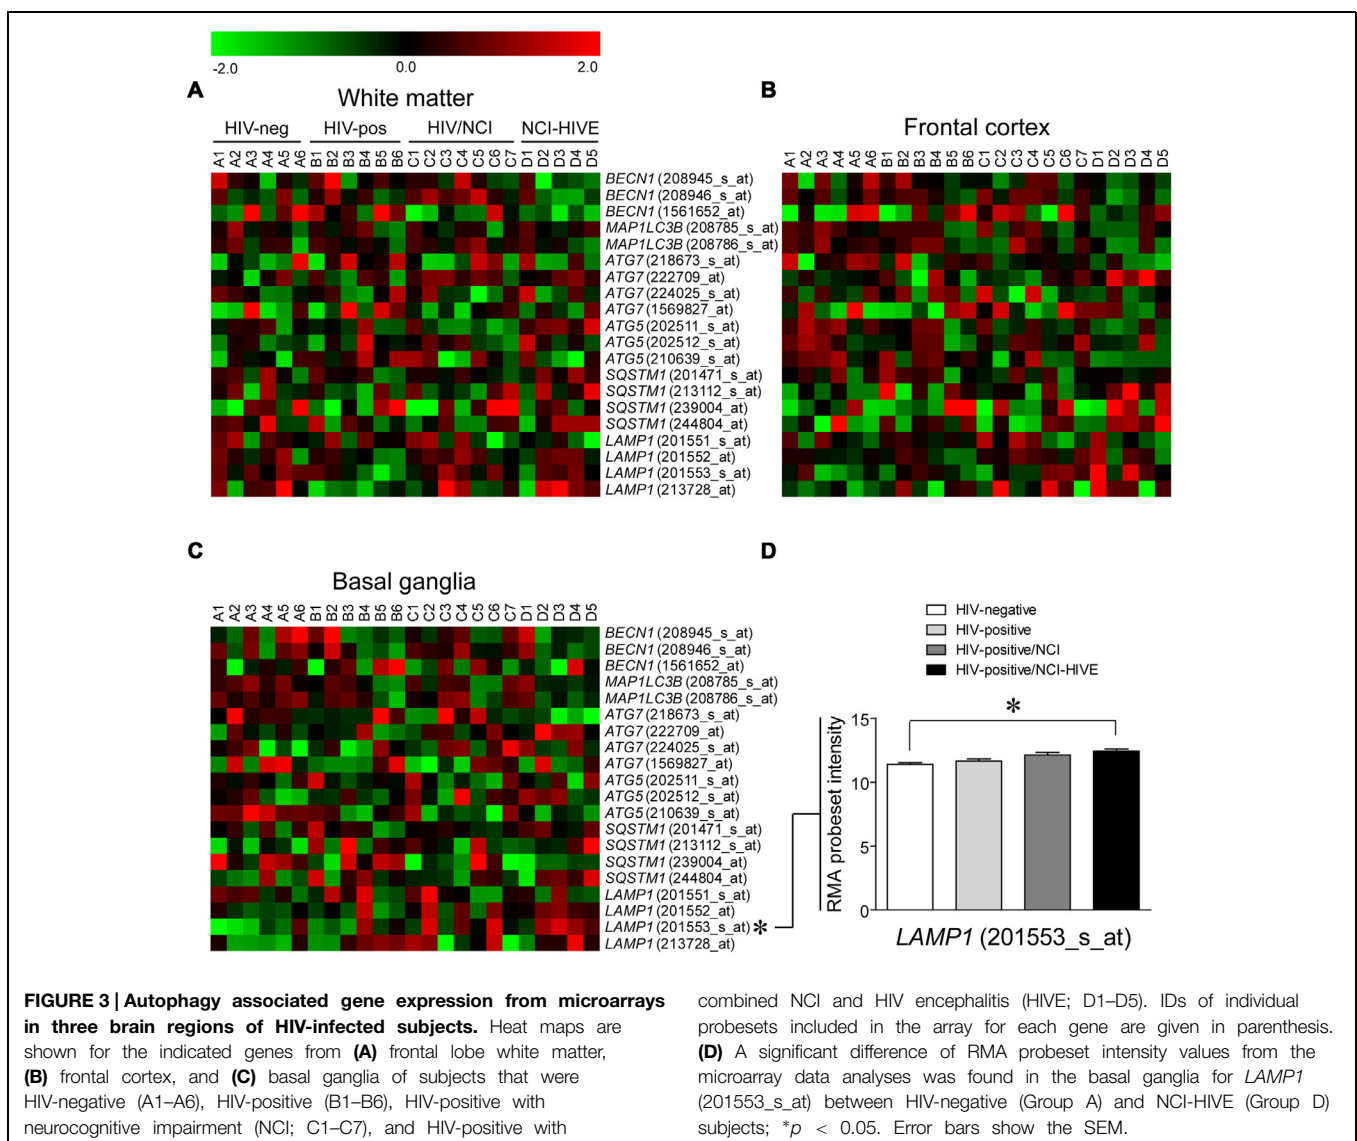 -2.0 0.0 2.0
A
White matter
HIV-neg HIV-pos HIV/NCI NCI-HIVE
A1 A2 A3 A4 A5 A6 B1 B2 B3 B4 B5 B6 C1 C2 C3 C4 C5 C6 C7 D1 D2 D3 D4 D5
BECN1 (208945_s_at)
BECN1 (208946_s_at)
BECN1 (1561652_at)
MAP1LC3B (208785_s_at)
MAP1LC3B (208786_s_at)
ATG7 (218673_s_at)
ATG7 (222709_at)
ATG7 (224025_s_at)
ATG7 (1569827_at)
ATG5 (202511_s_at)
ATG5 (202512_s_at)
ATG5 (210639_s_at)
SQSTM1 (201471_s_at)
SQSTM1 (213112_s_at)
SQSTM1 (239004_at)
SQSTM1 (244804_at)
LAMP1 (201551_s_at)
LAMP1 (201552_at)
LAMP1 (201553_s_at)
LAMP1 (213728_at)
B
Frontal cortex
A1 A2 A3 A4 A5 A6 B1 B2 B3 B4 B5 B6 C1 C2 C3 C4 C5 C6 C7 D1 D2 D3 D4 D5
C
Basal ganglia
A1 A2 A3 A4 A5 A6 B1 B2 B3 B4 B5 B6 C1 C2 C3 C4 C5 C6 C7 D1 D2 D3 D4 D5
BECN1 (208945_s_at)
BECN1 (208946_s_at)
BECN1 (1561652_at)
MAP1LC3B (208785_s_at)
MAP1LC3B (208786_s_at)
ATG7 (218673_s_at)
ATG7 (222709_at)
ATG7 (224025_s_at)
ATG7 (1569827_at)
ATG5 (202511_s_at)
ATG5 (202512_s_at)
ATG5 (210639_s_at)
SQSTM1 (201471_s_at)
SQSTM1 (213112_s_at)
SQSTM1 (239004_at)
SQSTM1 (244804_at)
LAMP1 (201551_s_at)
LAMP1 (201552_at)
LAMP1 (201553_s_at) *
LAMP1 (213728_at)
D
HIV-negative
HIV-positive
HIV-positive/NCI
HIV-positive/NCI-HIVE
*
RMA probeset intensity
15
10
5
0
LAMP1 (201553_s_at)
FIGURE 3 | Autophagy associated gene expression from microarrays
in three brain regions of HIV-infected subjects. Heat maps are
shown for the indicated genes from (A) frontal lobe white matter,
(B) frontal cortex, and (C) basal ganglia of subjects that were
HIV-negative (A1–A6), HIV-positive (B1–B6), HIV-positive with
neurocognitive impairment (NCI; C1–C7), and HIV-positive with
combined NCI and HIV encephalitis (HIVE; D1–D5). IDs of individual
probesets included in the array for each gene are given in parenthesis.
(D) A significant difference of RMA probeset intensity values from the
microarray data analyses was found in the basal ganglia for LAMP1
(201553_s_at) between HIV-negative (Group A) and NCI-HIVE (Group D)
subjects; *p < 0.05. Error bars show the SEM.